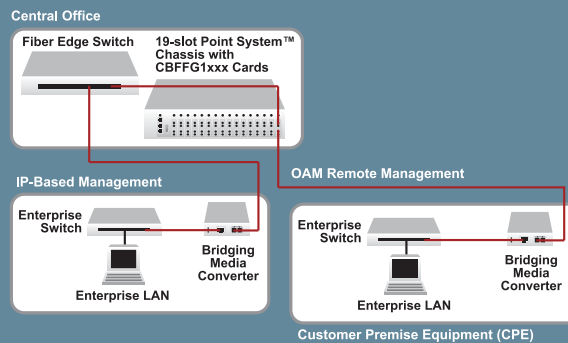 Central Office
Fiber Edge Switch
19-slot Point System™
Chassis with
CBFFG1xxx Cards
IP-Based Management
OAM Remote Management
Enterprise
Switch
Bridging
Media
Converter
Enterprise LAN
Enterprise
Switch
Bridging
Media
Converter
Enterprise LAN
Customer Premise Equipment (CPE)